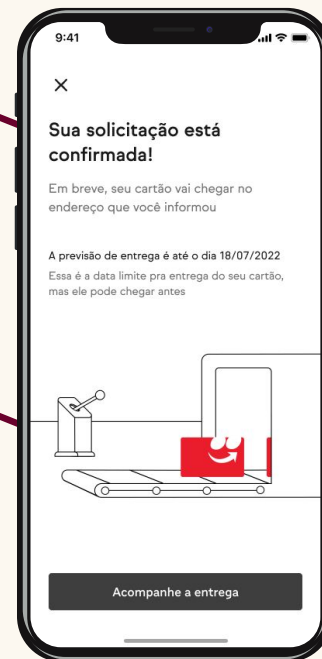 9:41
Sua solicitação está
confirmada!
Em breve, seu cartão vai chegar no
endereço que você informou
A previsão de entrega é até o dia 18/07/2022
Essa é a data limite pra entrega do seu cartão,
mas ele pode chegar antes
Acompanhe a entrega